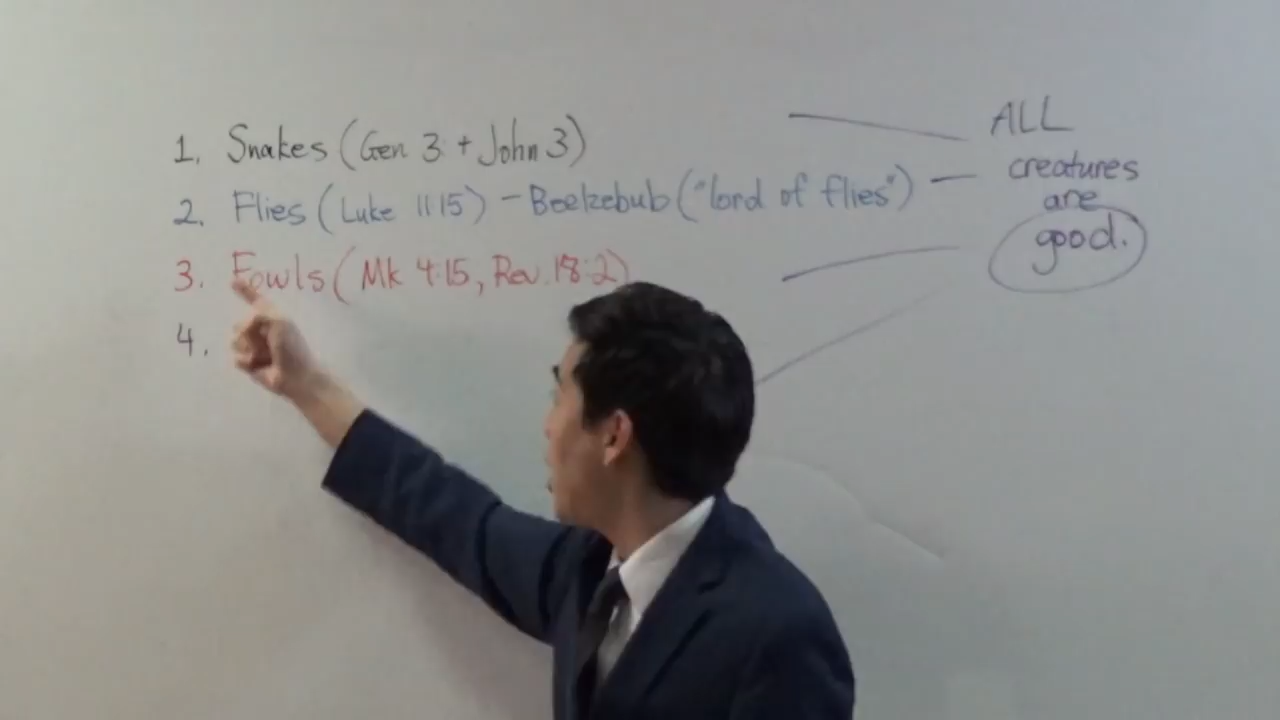 1. Snakes (Gen 3 + John 3)
2. Flies (Luke 11:15) - Beelzebub ("lord of flies")
3. Fowls (Mk 4:15, Rev. 18:2)
4.
ALL
creatures
are
good.